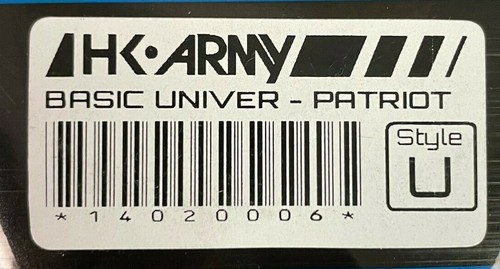 HK·ARMY
BASIC UNIVER - PATRIOT
Style
U
*14020006*